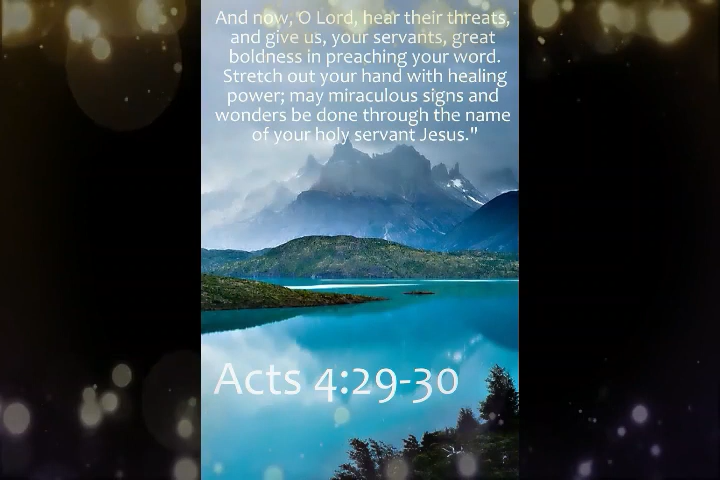 And now, O Lord, hear their threats,
and give us, your servants, great
boldness in preaching your word.
Stretch out your hand with healing
power; may miraculous signs and
wonders be done through the name
of your holy servant Jesus."
Acts 4:29-30